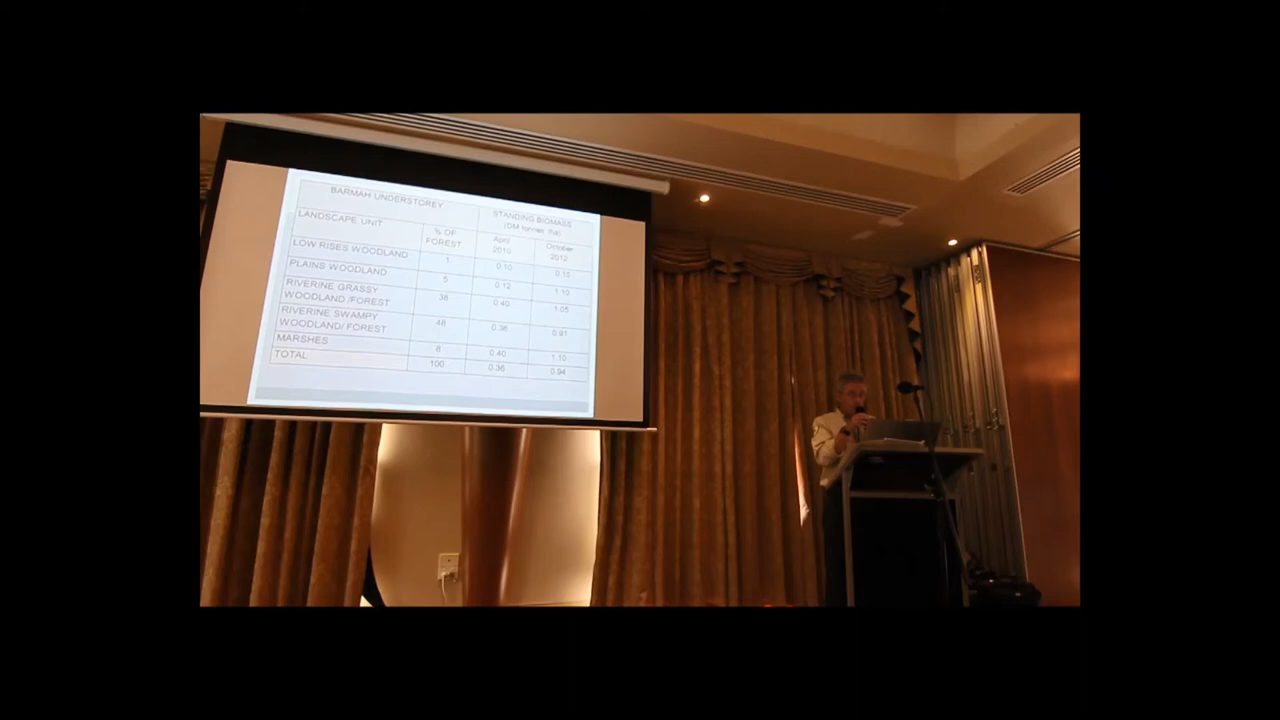 BARMAH UNDERSTOREY
STANDING BIOMASS
(DM tonnes /ha)
LANDSCAPE UNIT
% OF
FOREST
April
2010
October
2012
LOW RISES WOODLAND 1 0.10 0.15
PLAINS WOODLAND 5 0.12 1.10
RIVERINE GRASSY
WOODLAND /FOREST 38 0.40 1.05
RIVERINE SWAMPY
WOODLAND/ FOREST 48 0.36 0.91
MARSHES 8 0.40 1.10
TOTAL 100 0.36 0.94